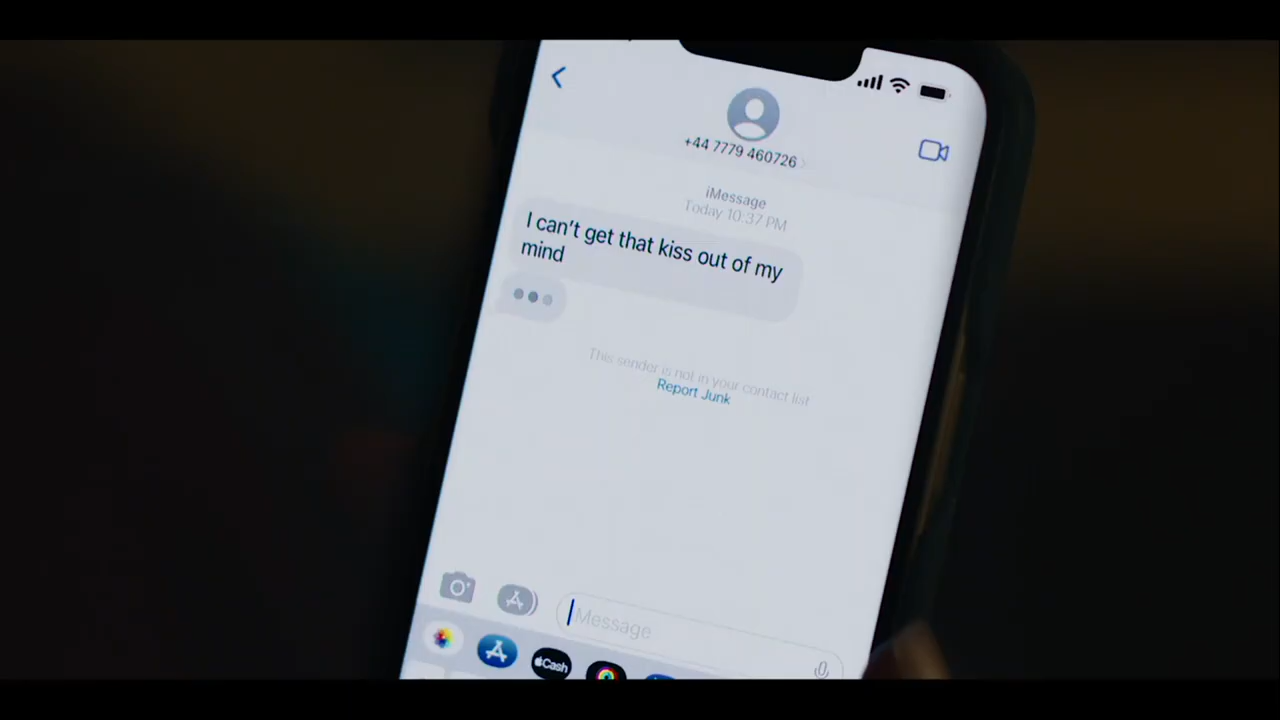 +44 7779 460726
iMessage
Today 10:37 PM
I can't get that kiss out of my
mind
This sender is not in your contact list
Report Junk
Message
Cash